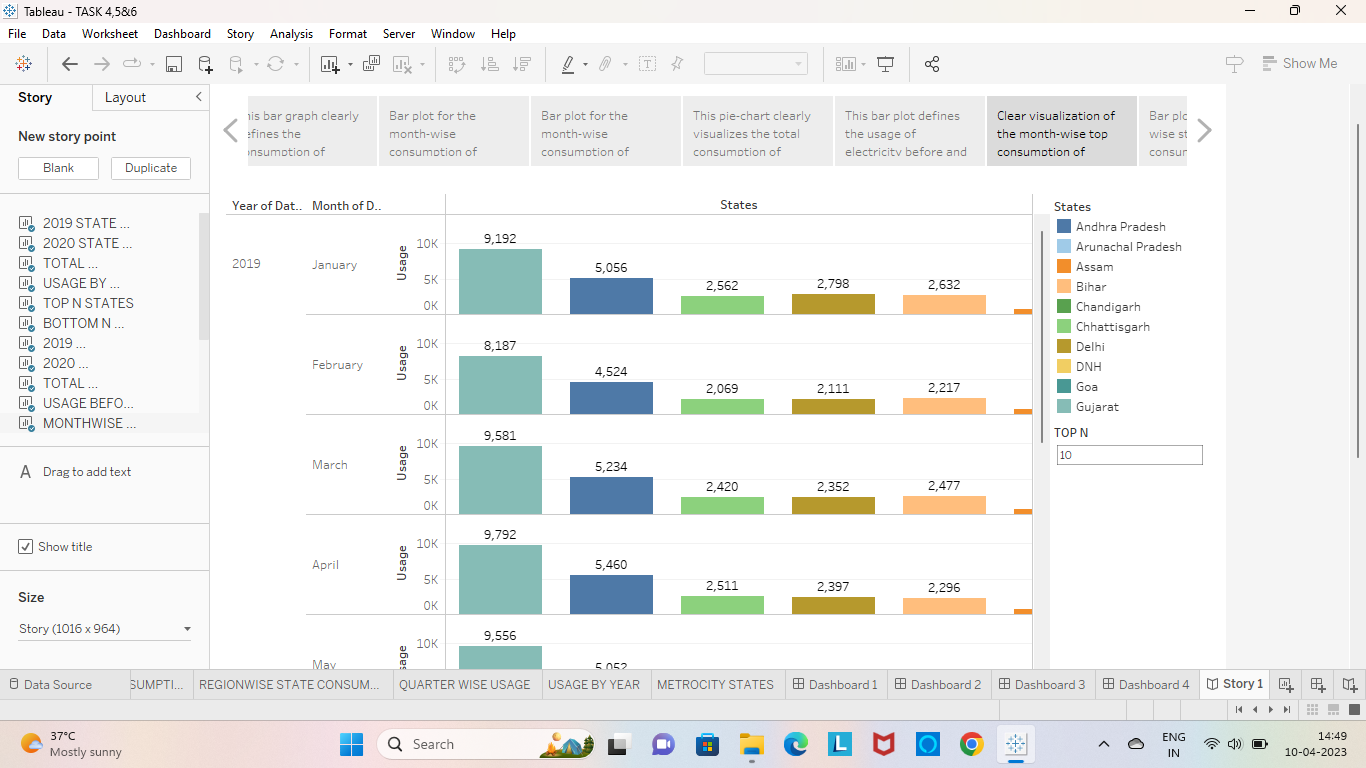 Tableau - TASK 4,5&6
File Data Worksheet Dashboard Story Analysis Format Server Window Help
Show Me
Story Layout
New story point
Blank Duplicate
2019 STATE ...
2020 STATE ...
TOTAL ...
USAGE BY ...
TOP N STATES
BOTTOM N ...
2019 ...
2020 ...
TOTAL ...
USAGE BEFO...
MONTHWISE ...
A Drag to add text
Show title
Size
Story (1016 x 964)
his bar graph clearly
efines the
onsumption of
Bar plot for the
month-wise
consumption of
Bar plot for the
month-wise
consumption of
This pie-chart clearly
visualizes the total
consumption of
This bar plot defines
the usage of
electricity before and
Clear visualization of
the month-wise top
consumption of
Bar plo
wise st
consur
Year of Dat.. Month of D.. States
2019
January
Usage
10K
5K
0K
9,192 5,056 2,562 2,798 2,632
February
Usage
10K
5K
0K
8,187 4,524 2,069 2,111 2,217
March
Usage
10K
5K
0K
9,581 5,234 2,420 2,352 2,477
April
Usage
10K
5K
0K
9,792 5,460 2,511 2,397 2,296
May
sage
10K
9,556 5,052
States
Andhra Pradesh
Arunachal Pradesh
Assam
Bihar
Chandigarh
Chhattisgarh
Delhi
DNH
Goa
Gujarat
TOP N
10
Data Source SUMPTI... REGIONWISE STATE CONSUM... QUARTER WISE USAGE USAGE BY YEAR METROCITY STATES Dashboard 1 Dashboard 2 Dashboard 3 Dashboard 4 Story 1
37°C
Mostly sunny
Search
L
ENG
IN
14:49
10-04-2023